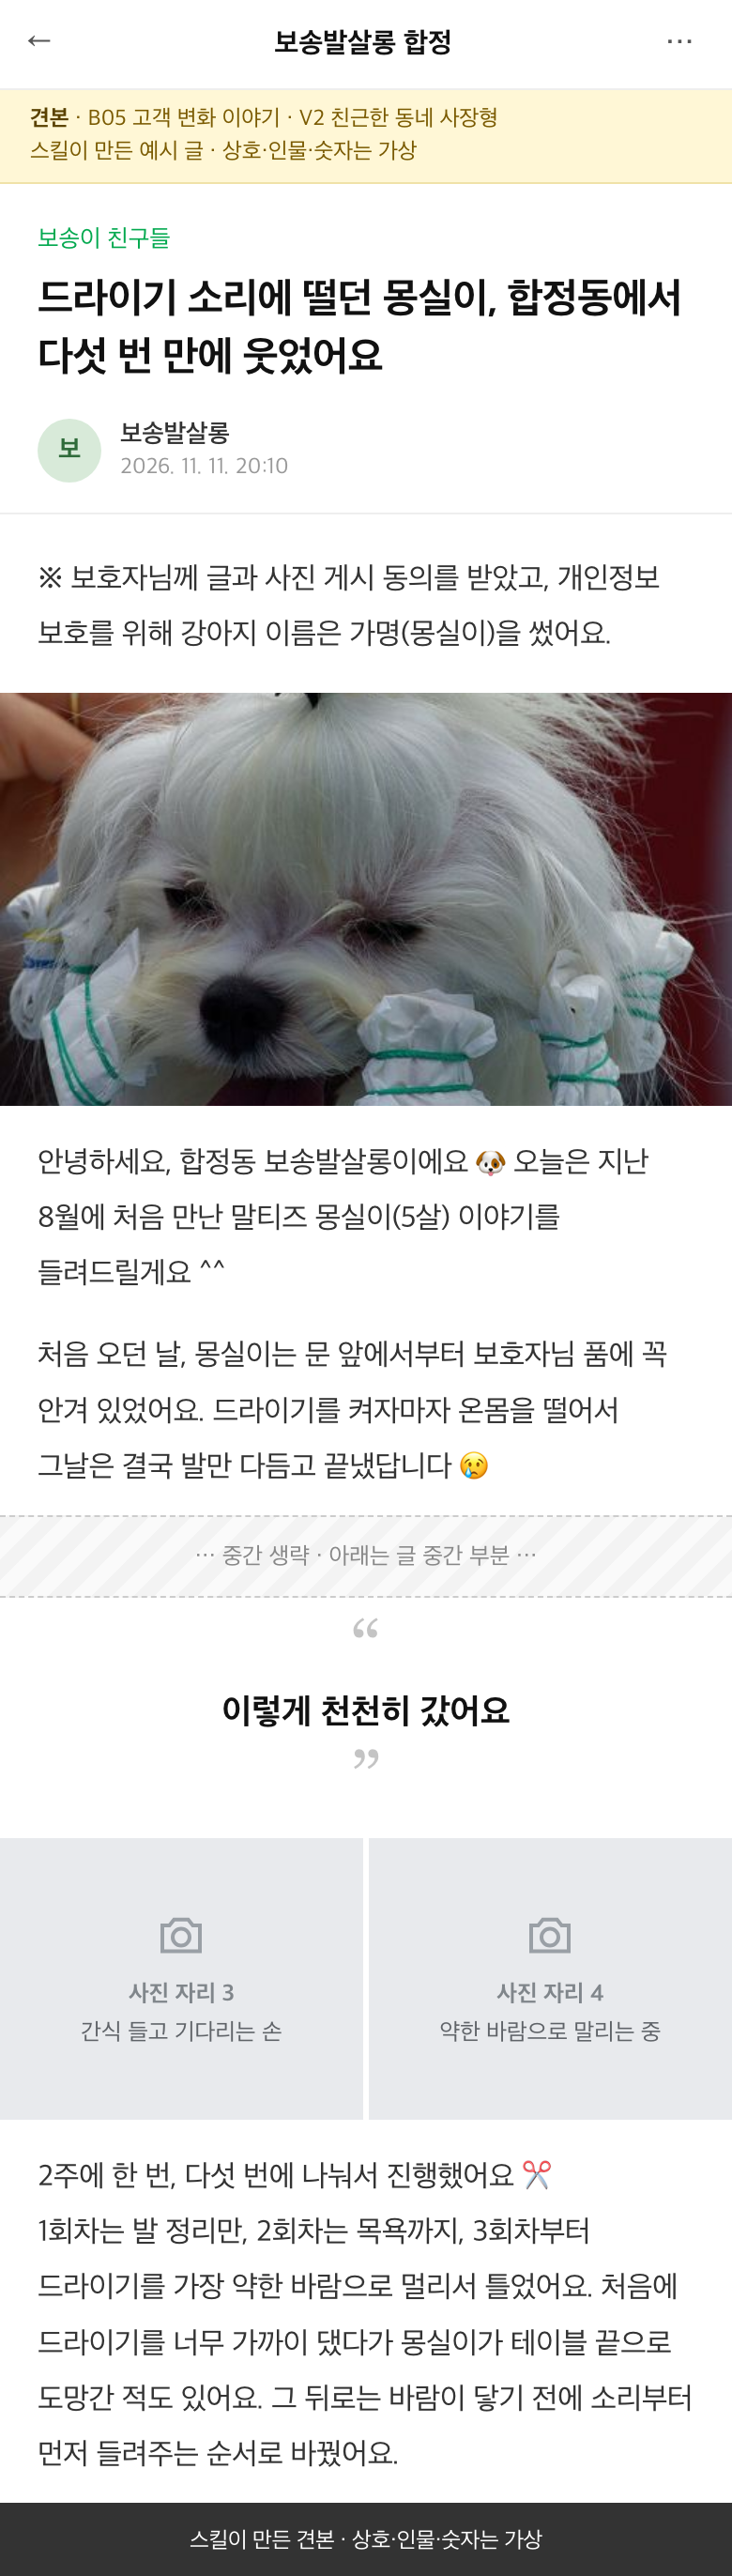 ← 보송발살롱 합정 ⋯
견본 · B05 고객 변화 이야기 · V2 친근한 동네 사장형
스킬이 만든 예시 글 · 상호·인물·숫자는 가상
보송이 친구들
드라이기 소리에 떨던 몽실이, 합정동에서
다섯 번 만에 웃었어요
보
보송발살롱
2026. 11. 11. 20:10
※ 보호자님께 글과 사진 게시 동의를 받았고, 개인정보
보호를 위해 강아지 이름은 가명(몽실이)을 썼어요.
안녕하세요, 합정동 보송발살롱이에요 🐶 오늘은 지난
8월에 처음 만난 말티즈 몽실이(5살) 이야기를
들려드릴게요 ^^
처음 오던 날, 몽실이는 문 앞에서부터 보호자님 품에 꼭
안겨 있었어요. 드라이기를 켜자마자 온몸을 떨어서
그날은 결국 발만 다듬고 끝냈답니다 😢
⋯ 중간 생략 · 아래는 글 중간 부분 ⋯
“
이렇게 천천히 갔어요
”
사진 자리 3
간식 들고 기다리는 손
사진 자리 4
약한 바람으로 말리는 중
2주에 한 번, 다섯 번에 나눠서 진행했어요 ✂️
1회차는 발 정리만, 2회차는 목욕까지, 3회차부터
드라이기를 가장 약한 바람으로 멀리서 틀었어요. 처음에
드라이기를 너무 가까이 댔다가 몽실이가 테이블 끝으로
도망간 적도 있어요. 그 뒤로는 바람이 닿기 전에 소리부터
먼저 들려주는 순서로 바꿨어요.
스킬이 만든 견본 · 상호·인물·숫자는 가상